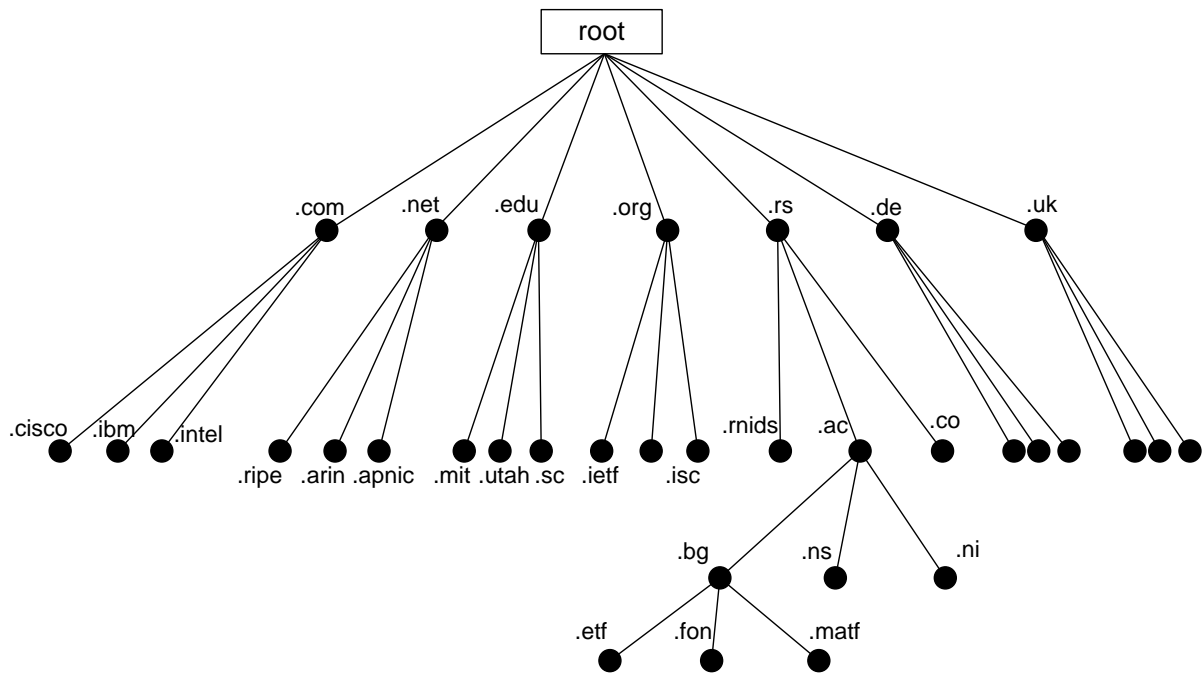 root
.com .net .edu .org .rs .de .uk
.cisco .ibm .intel .rnids .ac .co
.ripe .arin .apnic .mit .utah .sc .ietf .isc
.bg .ns .ni
.etf .fon .matf